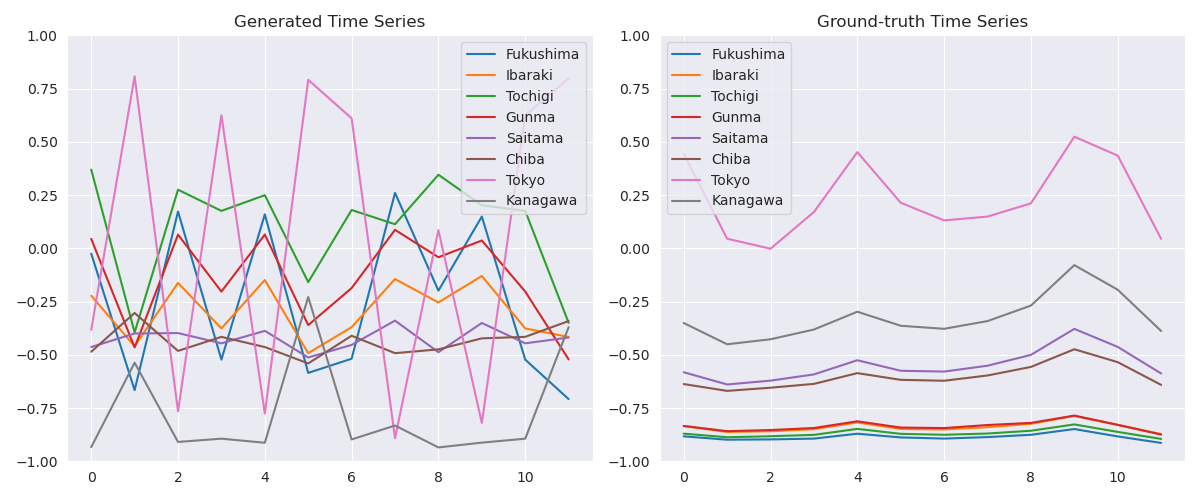 Generated Time Series
1.00
0.75
0.50
0.25
0.00
−0.25
−0.50
−0.75
−1.00
0
2
4
6
8
10
Fukushima
Ibaraki
Tochigi
Gunma
Saitama
Chiba
Tokyo
Kanagawa
Ground-truth Time Series
1.00
0.75
0.50
0.25
0.00
−0.25
−0.50
−0.75
−1.00
0
2
4
6
8
10
Fukushima
Ibaraki
Tochigi
Gunma
Saitama
Chiba
Tokyo
Kanagawa